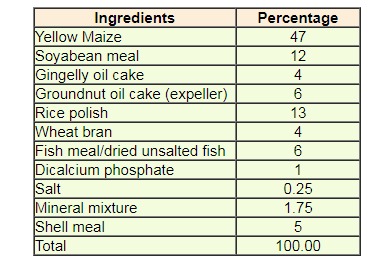 Ingredients Percentage
Yellow Maize 47
Soyabean meal 12
Gingelly oil cake 4
Groundnut oil cake (expeller) 6
Rice polish 13
Wheat bran 4
Fish meal/dried unsalted fish 6
Dicalcium phosphate 1
Salt 0.25
Mineral mixture 1.75
Shell meal 5
Total 100.00